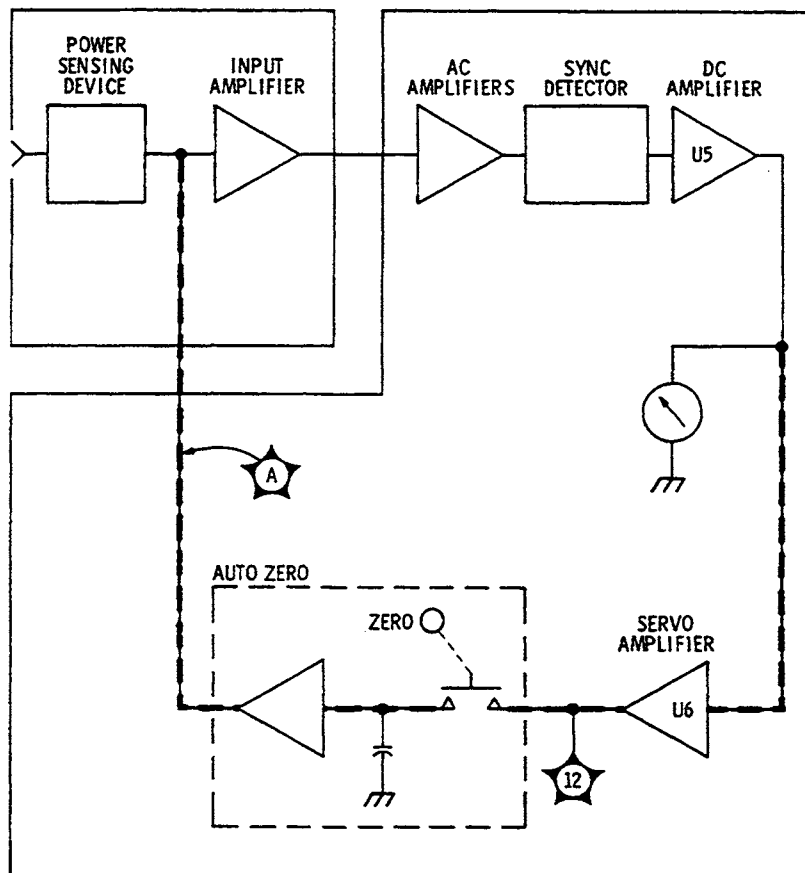 POWER
SENSING
DEVICE
INPUT
AMPLIFIER
AC
AMPLIFIERS
SYNC
DETECTOR
DC
AMPLIFIER
U5
A
AUTO ZERO
ZERO
SERVO
AMPLIFIER
U6
12